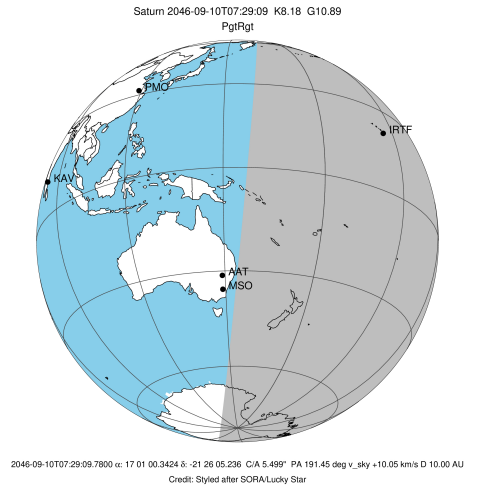 Saturn 2046-09-10T07:29:09 K8.18 G10.89
PgtRgt
PMO
IRTF
KAV
AAT
MSO
2046-09-10T07:29:09.7800 α: 17 01 00.3424 δ: -21 26 05.236 C/A 5.499" PA 191.45 deg v_sky +10.05 km/s D 10.00 AU
Credit: Styled after SORA/Lucky Star